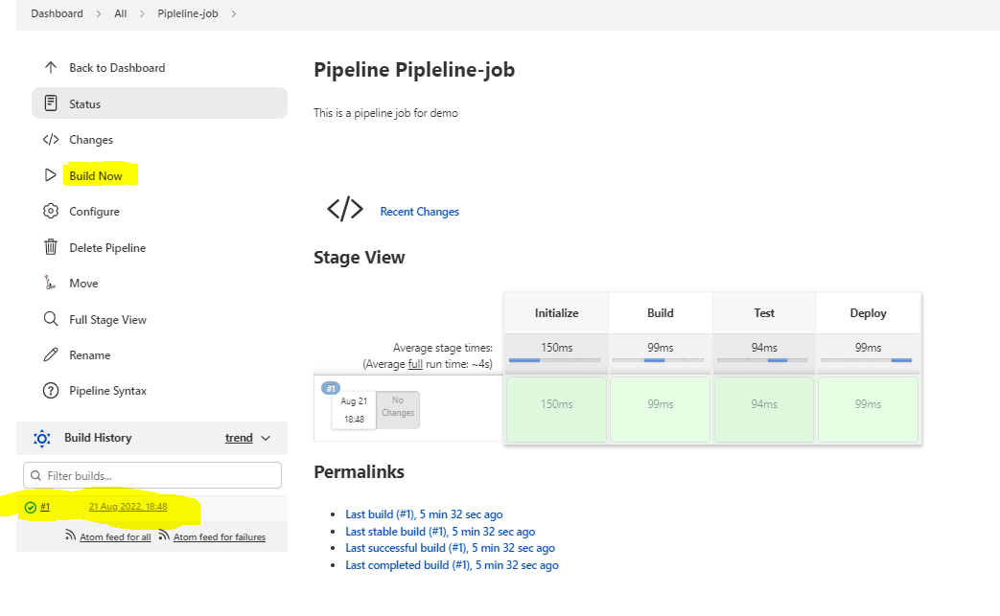 Dashboard > All > Pipleline-job >
Back to Dashboard
Status
Changes
Build Now
Configure
Delete Pipeline
Move
Full Stage View
Rename
Pipeline Syntax
Build History trend
Filter builds...
#1 21 Aug 2022, 18:48
Atom feed for all Atom feed for failures
Pipeline Pipleline-job
This is a pipeline job for demo
</> Recent Changes
Stage View
Initialize Build Test Deploy
Average stage times: 150ms 99ms 94ms 99ms
(Average full run time: ~4s)
#1
Aug 21
18:48
No
Changes
150ms 99ms 94ms 99ms
Permalinks
Last build (#1), 5 min 32 sec ago
Last stable build (#1), 5 min 32 sec ago
Last successful build (#1), 5 min 32 sec ago
Last completed build (#1), 5 min 32 sec ago